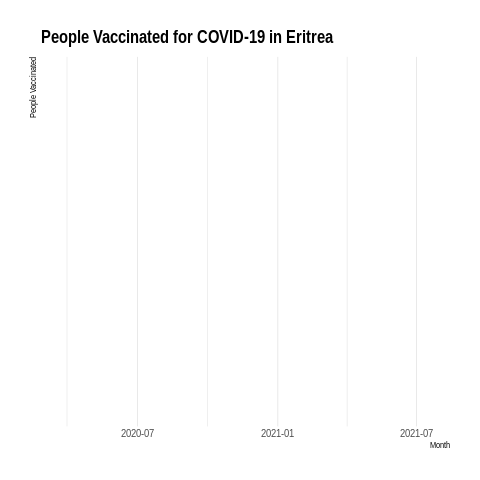 People Vaccinated for COVID-19 in Eritrea
People Vaccinated
2020-07
2021-01
2021-07
Month